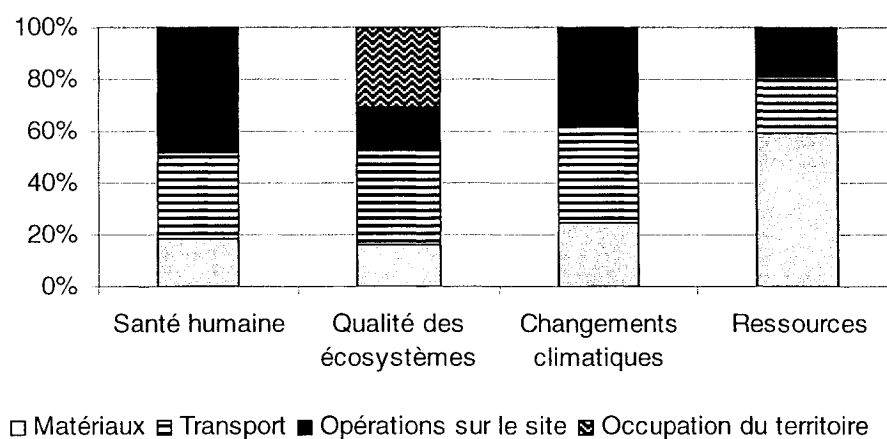 100%
80%
60%
40%
20%
0%
Santé humaine
Qualité des
écosystèmes
Changements
climatiques
Ressources
Matériaux
Transport
Opérations sur le site
Occupation du territoire